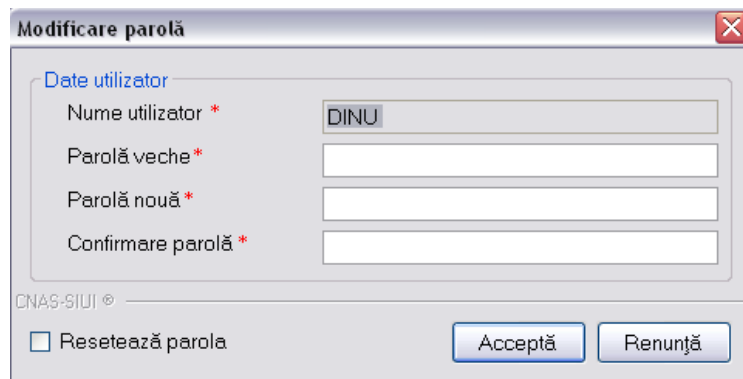 Modificare parolă
Date utilizator
Nume utilizator * DINU
Parolă veche *
Parolă nouă *
Confirmare parolă *
CNAS-SIUI ®
Resetează parola Acceptă Renunţă